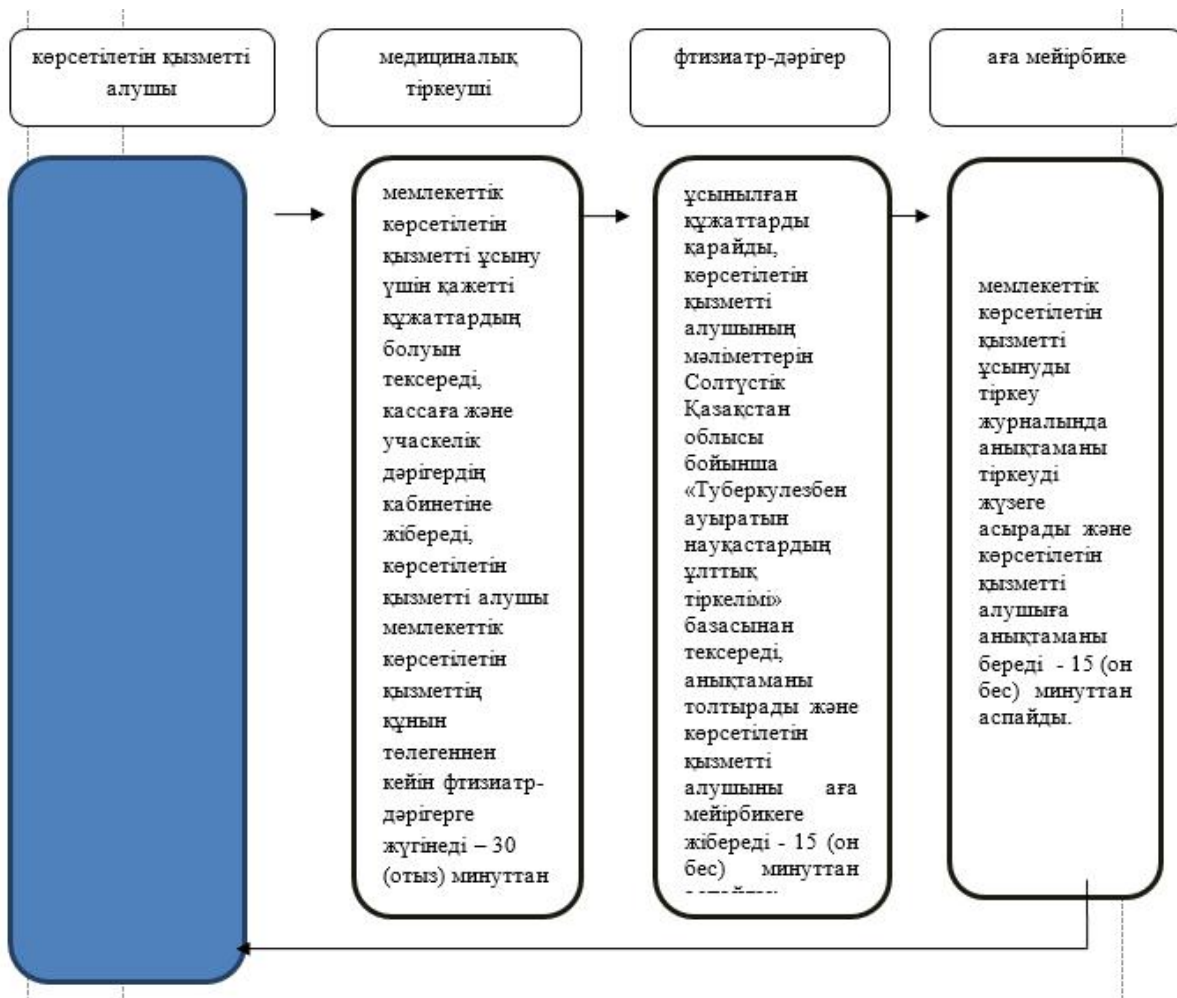 көрсетілетін қызметті
алушы
медициналық
тіркеуші
фтизиатр-дәрігер
аға мейірбике
мемлекеттік
көрсетілетін
қызметті ұсыну
үшін қажетті
құжаттардың
болуын
тексереді,
кассаға және
учаскелік
дәрігердің
кабинетіне
жібереді,
көрсетілетін
қызметті алушы
мемлекеттік
көрсетілетін
қызметтің
құнын
төлегеннен
кейін фтизиатр-
дәрігерге
жүгінеді – 30
(отыз) минуттан
ұсынылған
құжаттарды
қарайды,
көрсетілетін
қызметті
алушының
мәліметтерін
Солтүстік
Қазақстан
облысы
бойынша
«Туберкулезбен
ауыратын
науқастардың
ұлттық
тіркелімі»
базасынан
тексереді,
анықтаманы
толтырады және
көрсетілетін
қызметті
алушыны аға
мейірбикеге
жібереді - 15 (он
бес) минуттан
мемлекеттік
көрсетілетін
қызметті
ұсынуды
тіркеу
журналында
анықтаманы
тіркеуді
жүзеге
асырады және
көрсетілетін
қызметті
алушыға
анықтаманы
береді - 15 (он
бес) минуттан
аспайды.